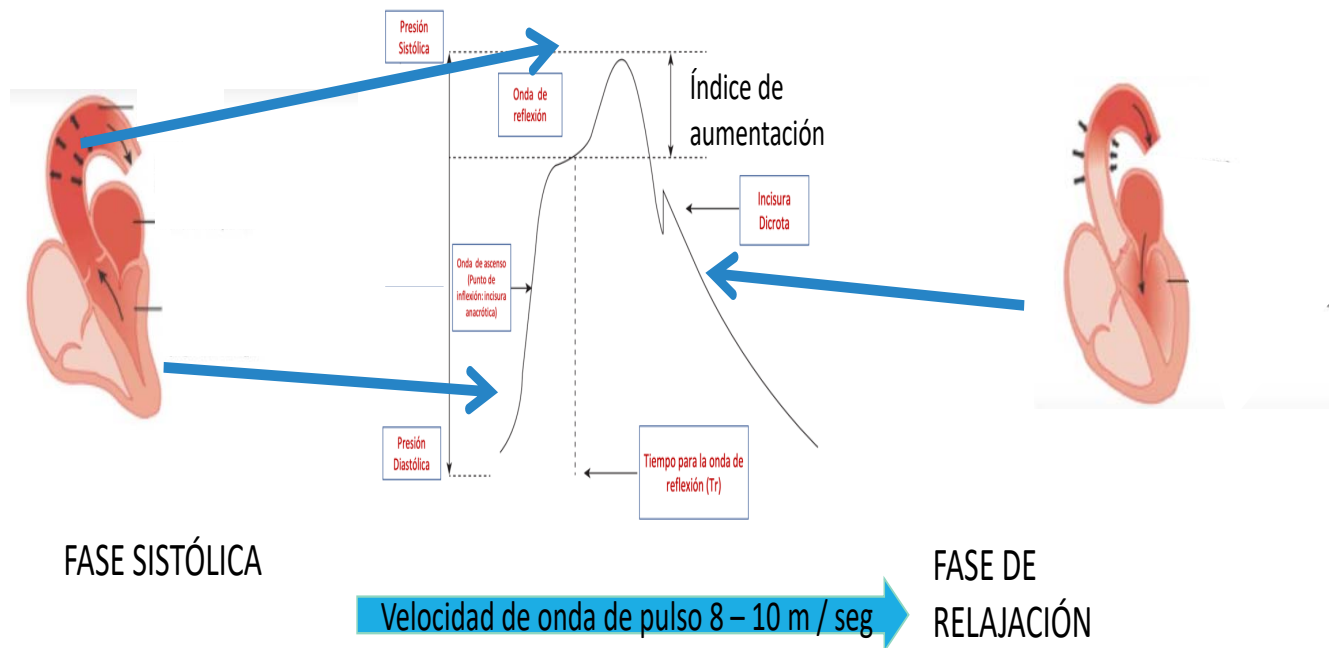 Presión
Sistólica
Onda de
reflexión
Índice de
aumentación
Incisura
Dicrota
Onda de ascenso
(Punto de
inflexión: incisura
anacrótica)
Presión
Diastólica
Tiempo para la onda de
reflexión (Tr)
FASE SISTÓLICA
Velocidad de onda de pulso 8 – 10 m / seg
FASE DE
RELAJACIÓN